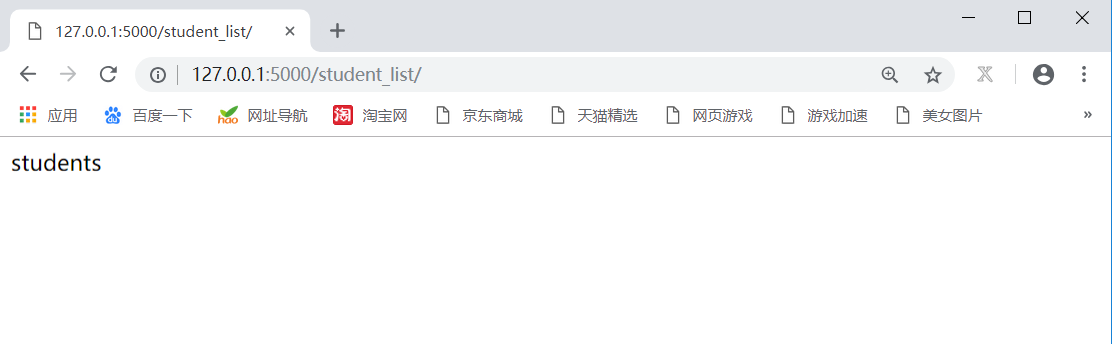 127.0.0.1:5000/student_list/
127.0.0.1:5000/student_list/
应用 百度一下 网址导航 淘宝网 京东商城 天猫精选 网页游戏 游戏加速 美女图片 »
students